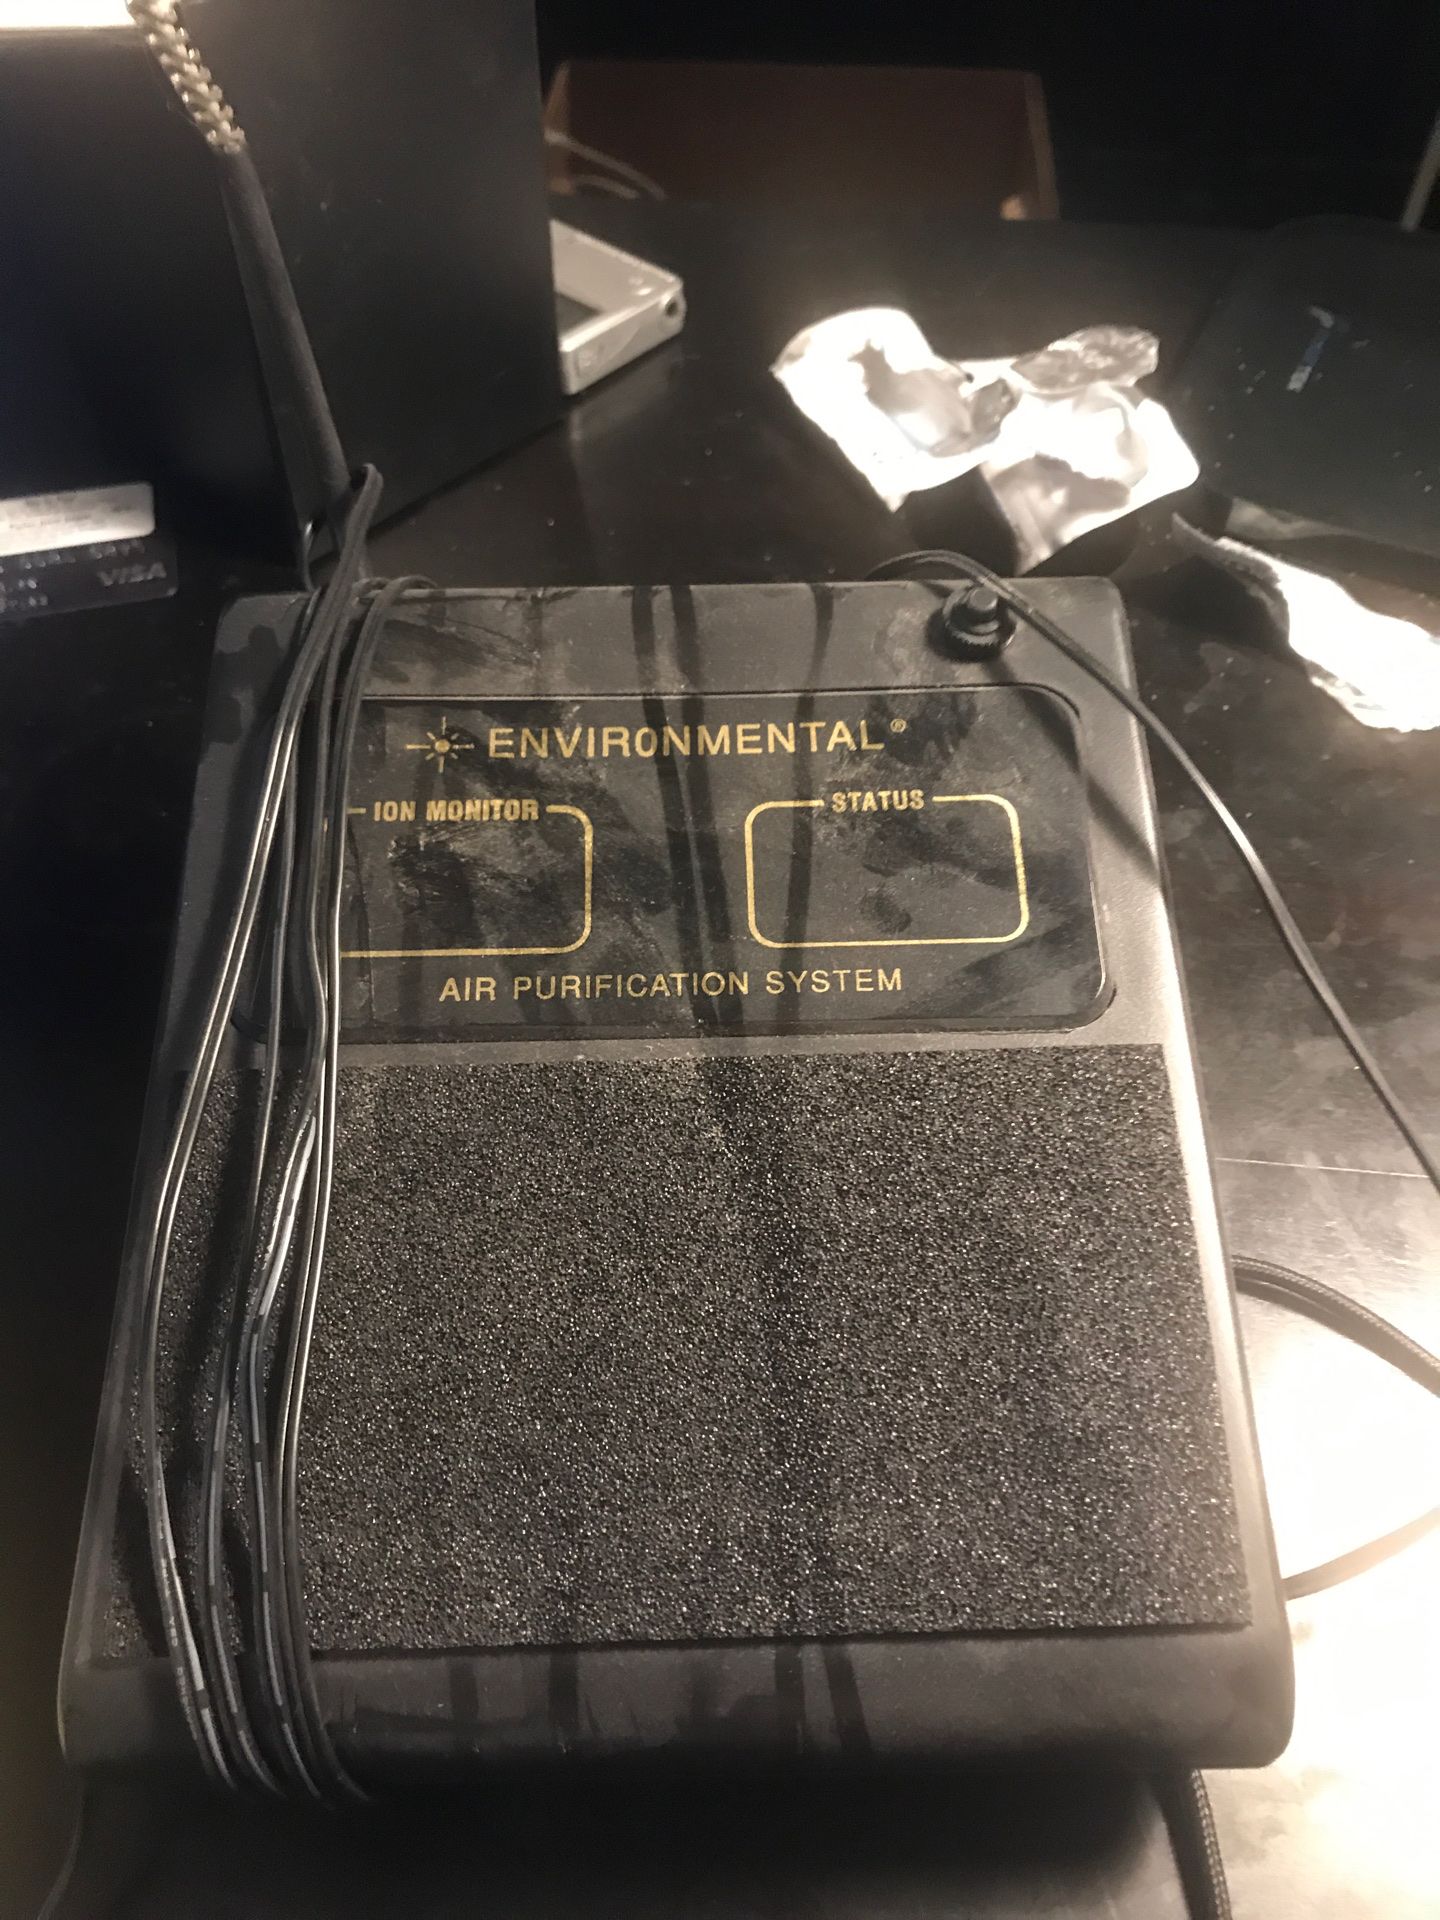 VISA
ENVIRONMENTAL®
ION MONITOR
STATUS
AIR PURIFICATION SYSTEM